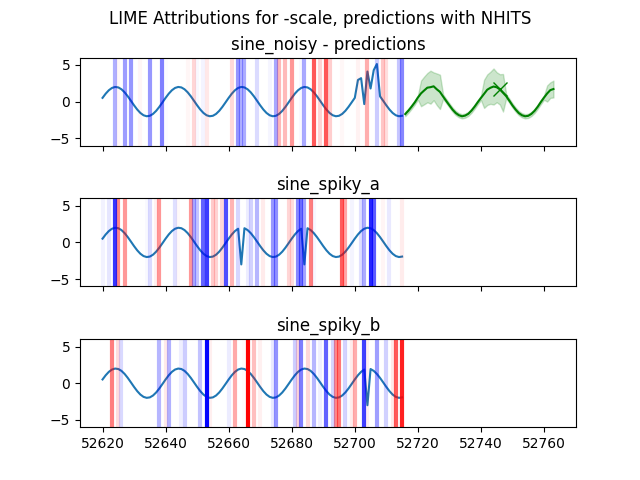 LIME Attributions for -scale, predictions with NHITS
sine_noisy - predictions
5
0
−5
sine_spiky_a
5
0
−5
sine_spiky_b
5
0
−5
52620 52640 52660 52680 52700 52720 52740 52760